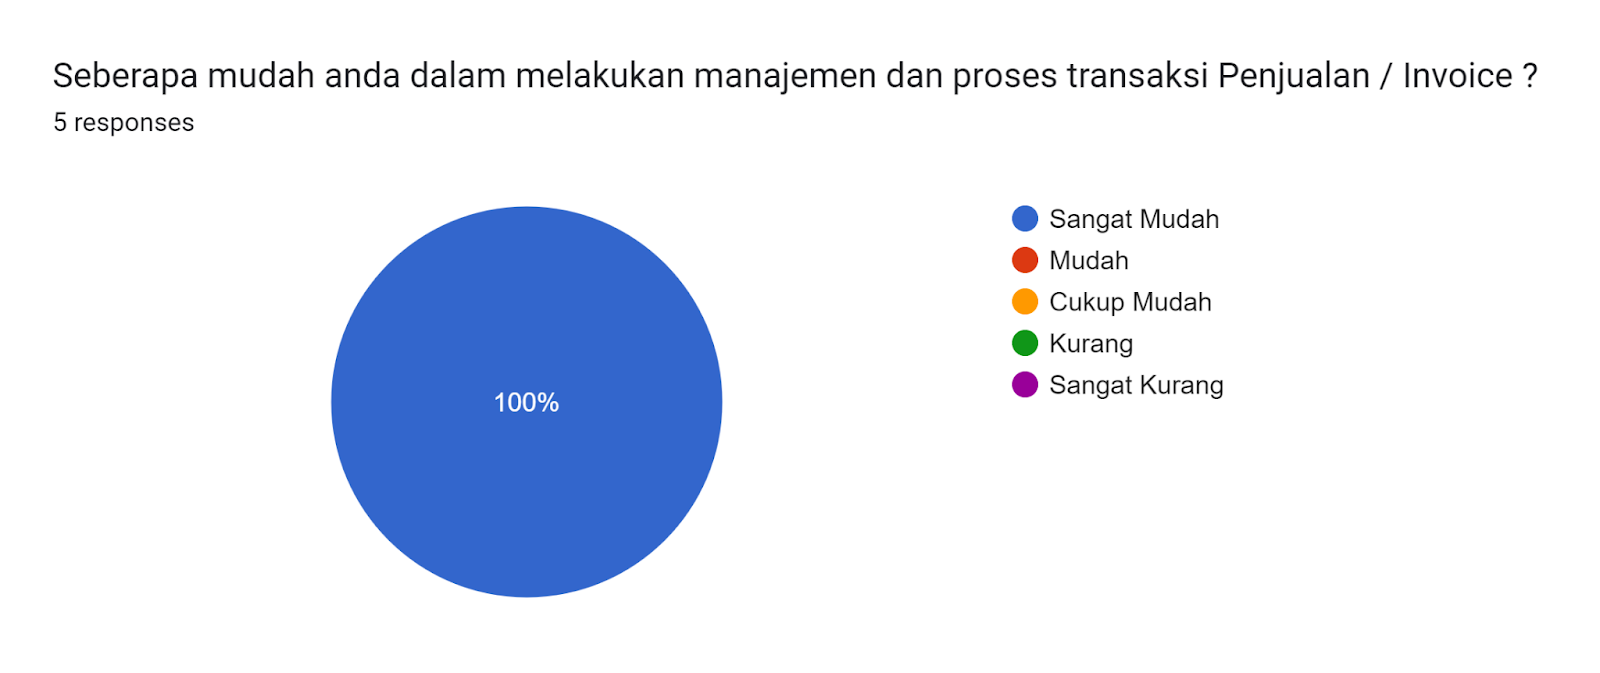 Seberapa mudah anda dalam melakukan manajemen dan proses transaksi Penjualan / Invoice ?
5 responses
100%
Sangat Mudah
Mudah
Cukup Mudah
Kurang
Sangat Kurang